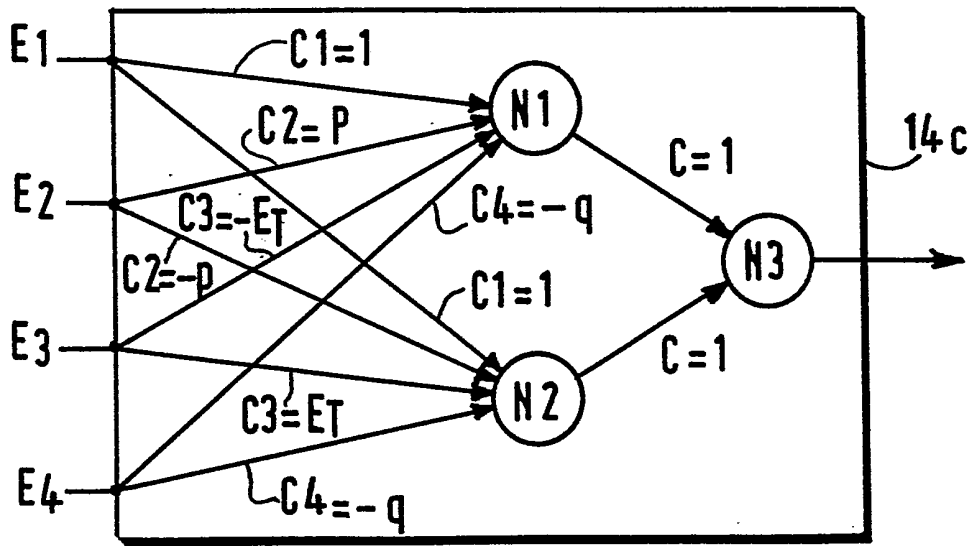 E1
C1=1
N1
C2=P
C=1
14c
E2
C3=-ET
C4=-q
C2=-p
N3
C1=1
E3
C=1
N2
C3=ET
E4
C4=-q